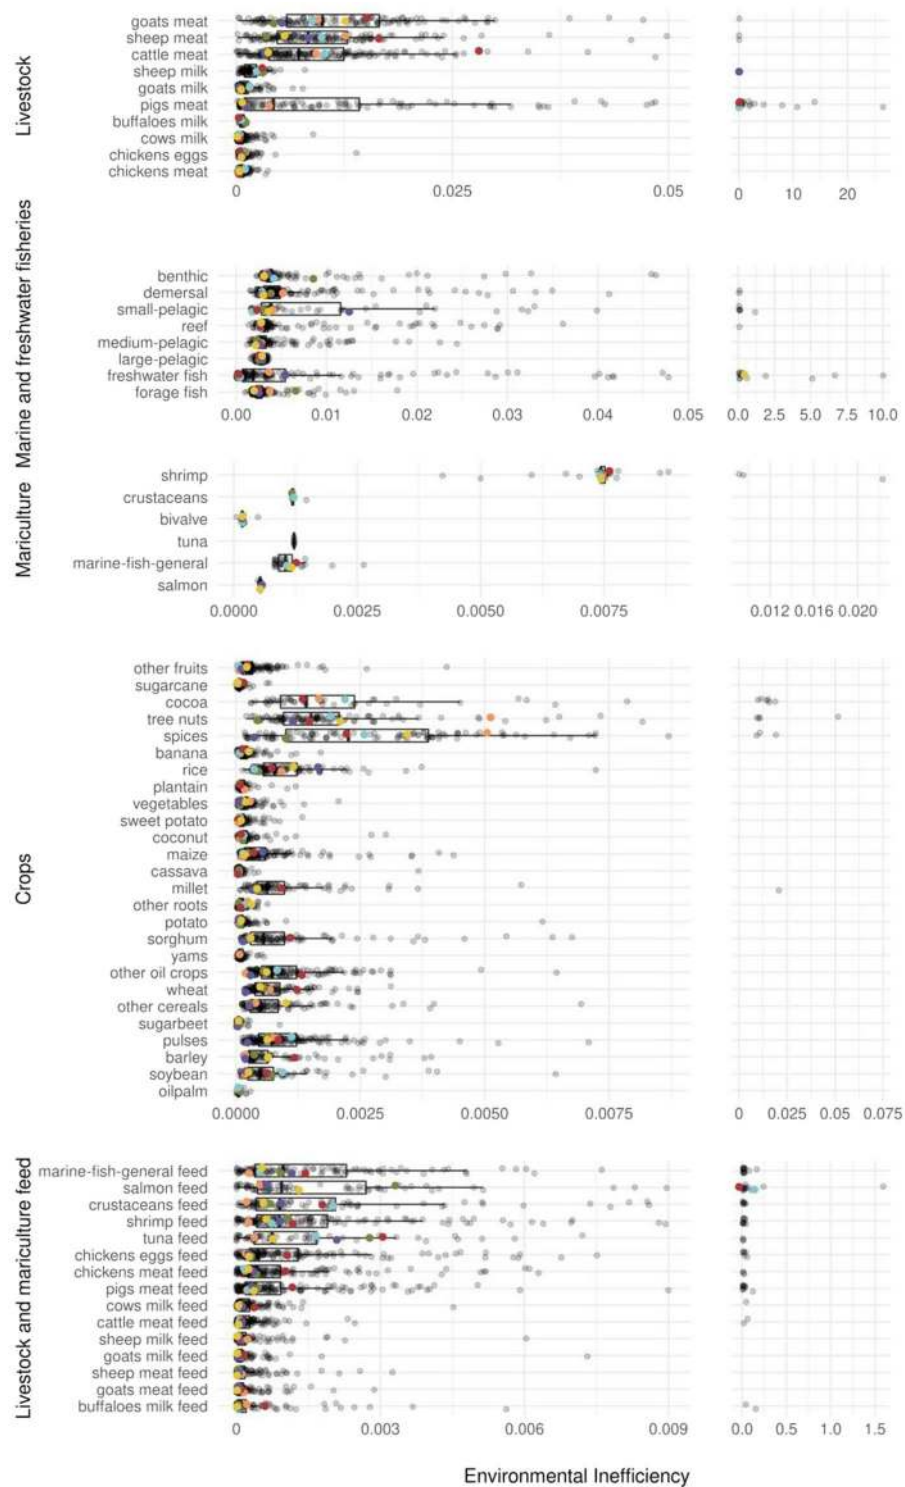 Livestock
goats meat
sheep meat
cattle meat
sheep milk
goats milk
pigs meat
buffaloes milk
cows milk
chickens eggs
chickens meat
0 0.025 0.05 0 10 20
Marine and freshwater fisheries
benthic
demersal
small-pelagic
reef
medium-pelagic
large-pelagic
freshwater fish
forage fish
0.00 0.01 0.02 0.03 0.04 0.05 0.0 2.5 5.0 7.5 10.0
Mariculture
shrimp
crustaceans
bivalve
tuna
marine-fish-general
salmon
0.0000 0.0025 0.0050 0.0075 0.012 0.016 0.020
Crops
other fruits
sugarcane
cocoa
tree nuts
spices
banana
rice
plantain
vegetables
sweet potato
coconut
maize
cassava
millet
other roots
potato
sorghum
yams
other oil crops
wheat
other cereals
sugarbeet
pulses
barley
soybean
oilpalm
0.0000 0.0025 0.0050 0.0075 0 0.025 0.05 0.075
Livestock and mariculture feed
marine-fish-general feed
salmon feed
crustaceans feed
shrimp feed
tuna feed
chickens eggs feed
chickens meat feed
pigs meat feed
cows milk feed
cattle meat feed
sheep milk feed
goats milk feed
sheep meat feed
goats meat feed
buffaloes milk feed
0 0.003 0.006 0.009 0.0 0.5 1.0 1.5
Environmental Inefficiency